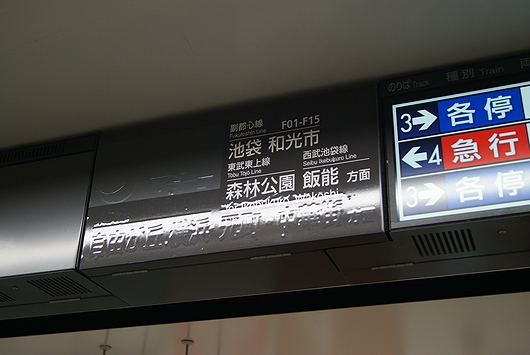 副都心線 F01-F15
Fukutoshin Line
池袋 和光市
東武東上線 西武池袋線
Tobu Tojo Line Seibu Ikebukuro Line
森林公園 飯能 方面
のりば Track 種別 Train 両
3→ 各停
←4 急行
3→ 各停